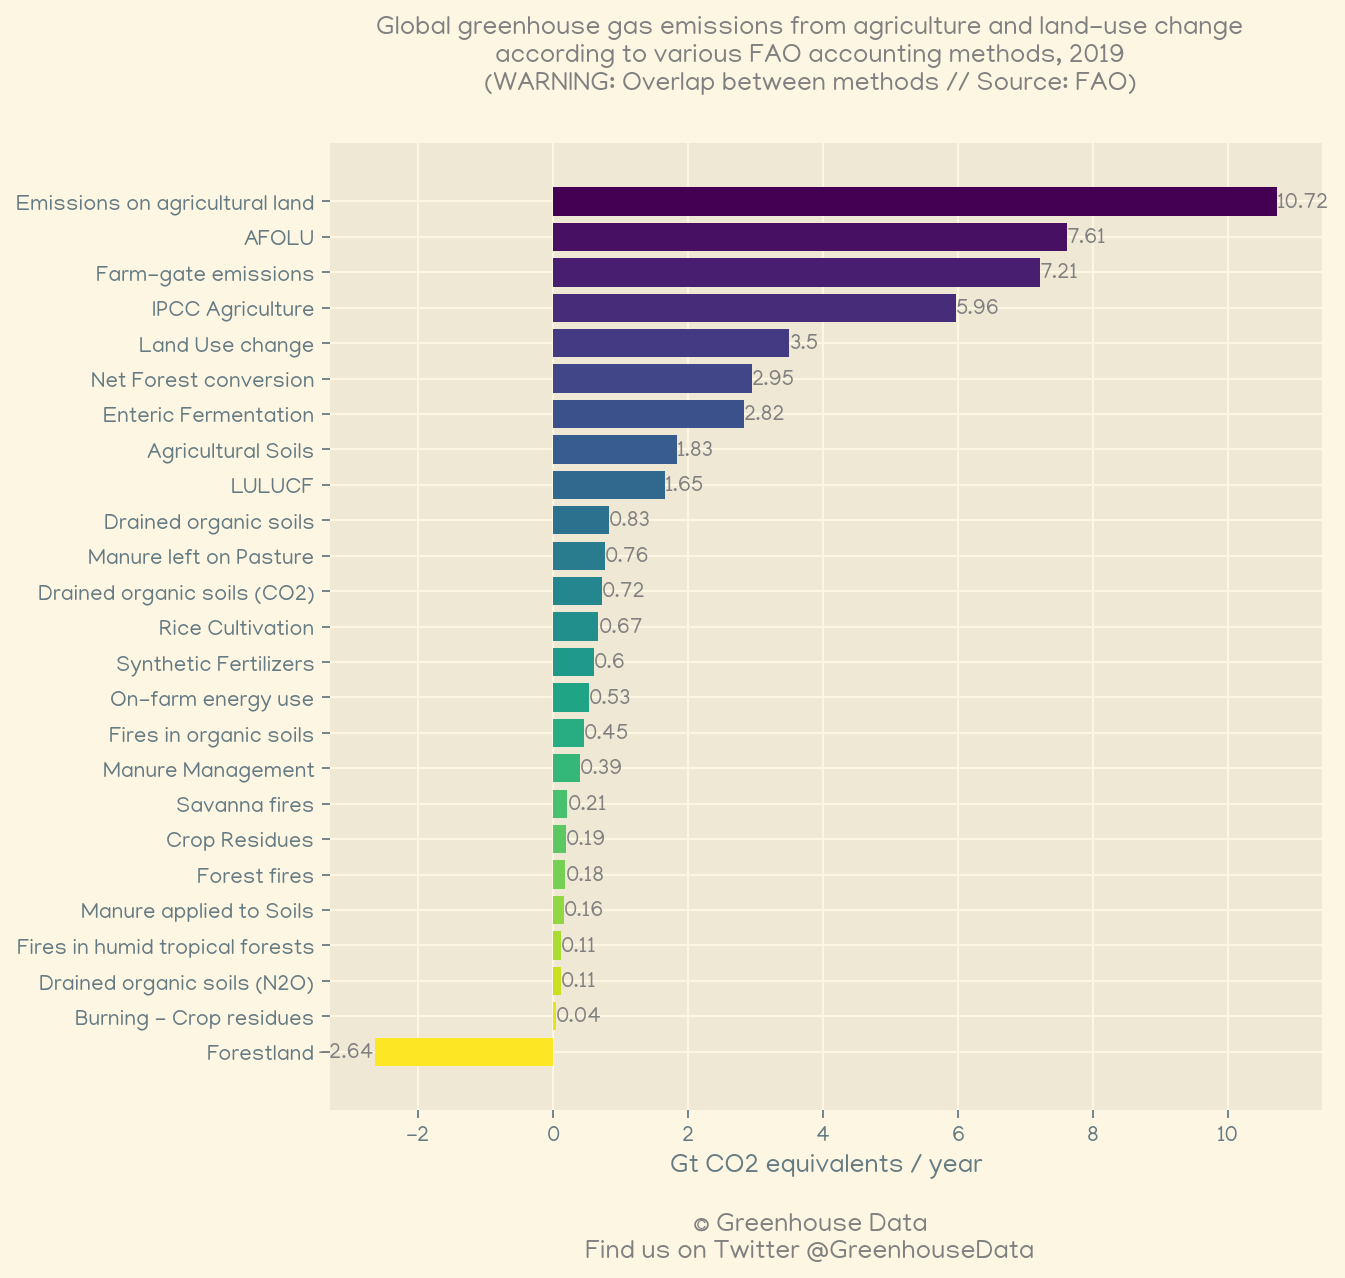 Global greenhouse gas emissions from agriculture and land-use change
according to various FAO accounting methods, 2019
(WARNING: Overlap between methods // Source: FAO)
Emissions on agricultural land 10.72
AFOLU 7.61
Farm-gate emissions 7.21
IPCC Agriculture 5.96
Land Use change 3.5
Net Forest conversion 2.95
Enteric Fermentation 2.82
Agricultural Soils 1.83
LULUCF 1.65
Drained organic soils 0.83
Manure left on Pasture 0.76
Drained organic soils (CO2) 0.72
Rice Cultivation 0.67
Synthetic Fertilizers 0.6
On-farm energy use 0.53
Fires in organic soils 0.45
Manure Management 0.39
Savanna fires 0.21
Crop Residues 0.19
Forest fires 0.18
Manure applied to Soils 0.16
Fires in humid tropical forests 0.11
Drained organic soils (N2O) 0.11
Burning - Crop residues 0.04
Forestland -2.64
-2 0 2 4 6 8 10
Gt CO2 equivalents / year
© Greenhouse Data
Find us on Twitter @GreenhouseData